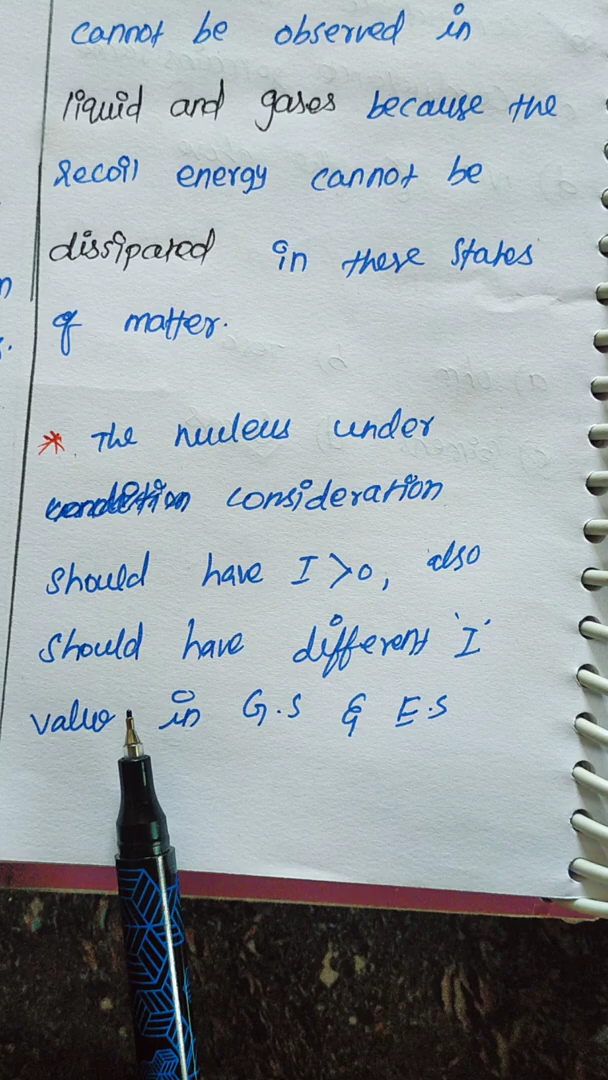 cannot be observed in
liquid and gases because the
Recoil energy cannot be
dissipated in these states
of matter.
* The nucleus under
consideration
should have I >0, also
should have different 'I'
value in G.S & E.S